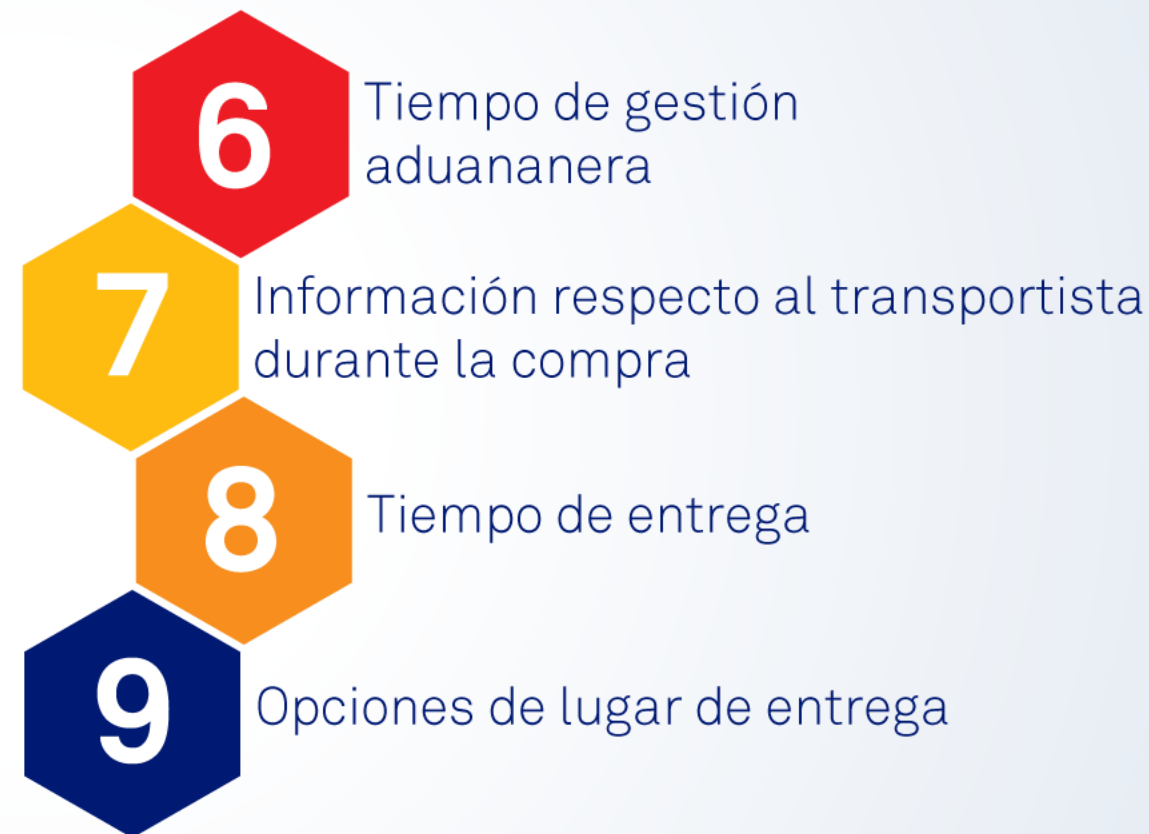 6
Tiempo de gestión
aduananera
7
Información respecto al transportista
durante la compra
8
Tiempo de entrega
9
Opciones de lugar de entrega